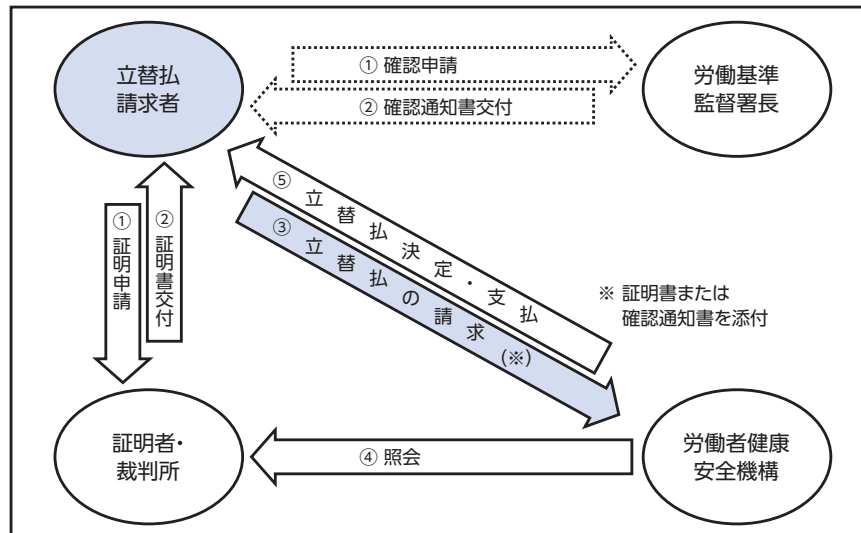 立替払
請求者
① 確認申請
② 確認通知書交付
労働基準
監督署長
① 証明申請
② 証明書交付
⑤ 立替払決定・支払
③ 立替払の請求(※)
※ 証明書または
確認通知書を添付
証明者・
裁判所
④ 照会
労働者健康
安全機構